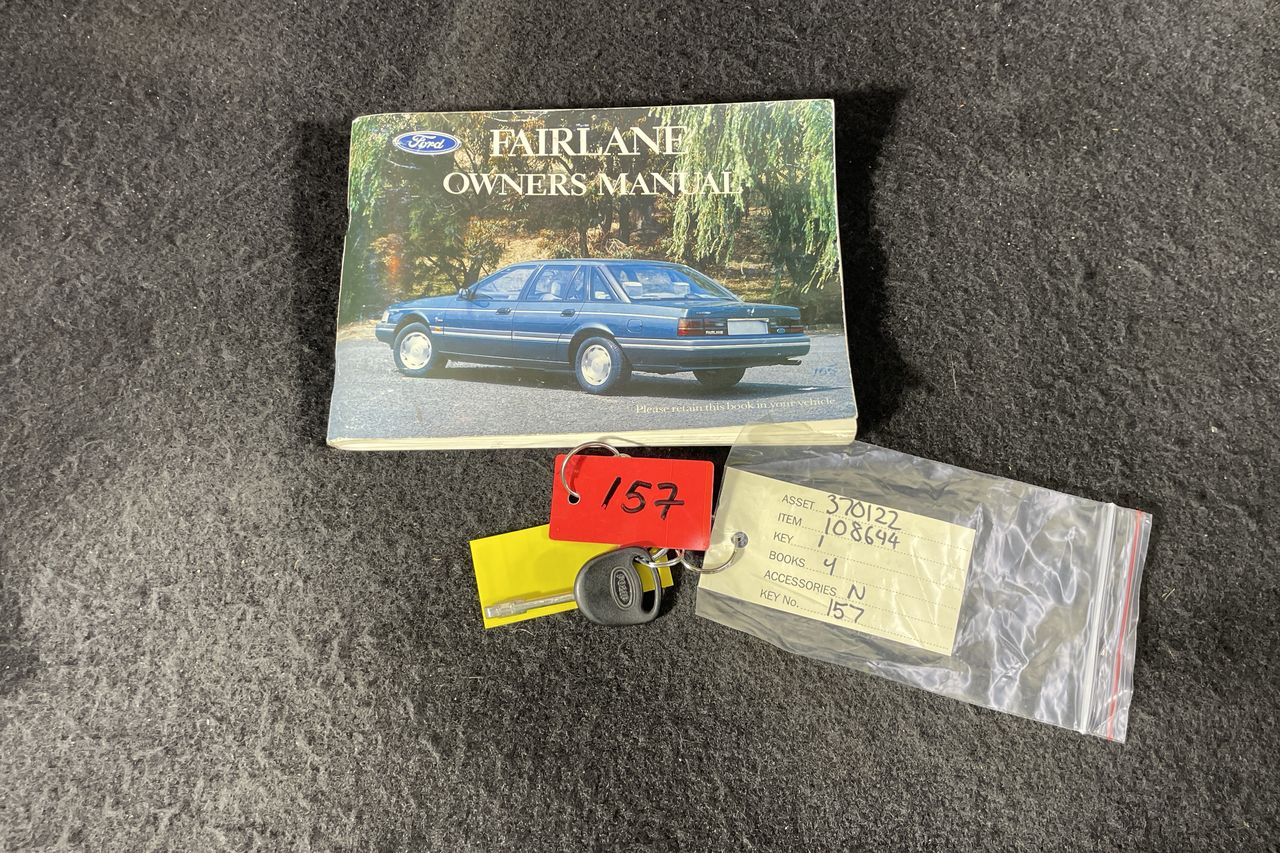 Ford
FAIRLANE
OWNERS MANUAL
FAIRLANE
Please retain this book in your vehicle
157
ASSET 370122
ITEM 108644
KEY 1
BOOKS 4
ACCESSORIES N
KEY No. 157